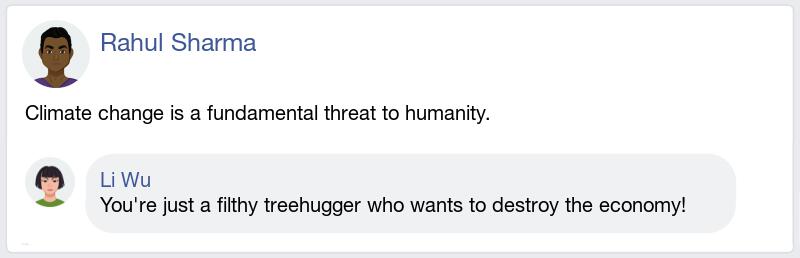 Rahul Sharma
Climate change is a fundamental threat to humanity.
Li Wu
You're just a filthy treehugger who wants to destroy the economy!